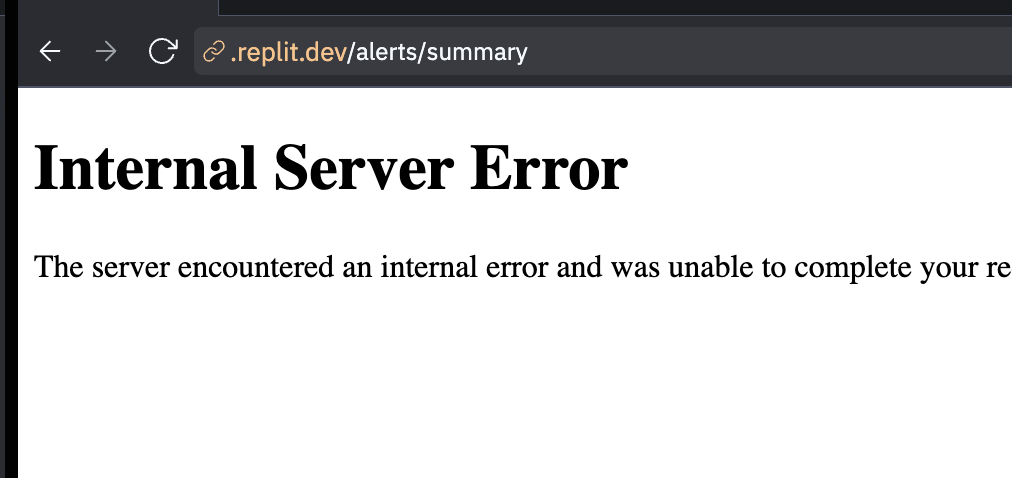 .replit.dev/alerts/summary
Internal Server Error
The server encountered an internal error and was unable to complete your re